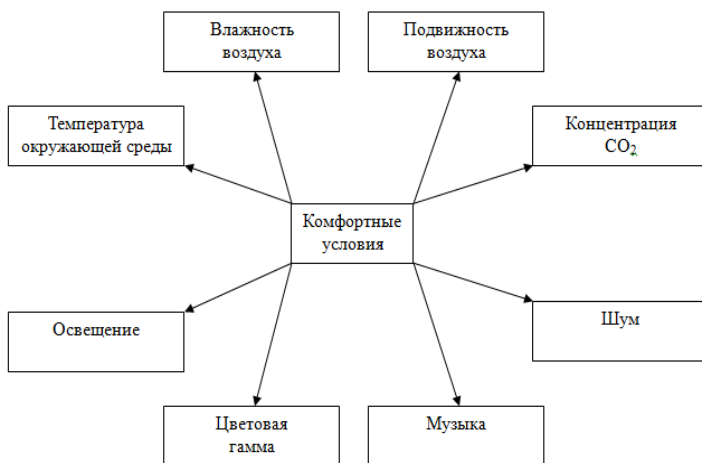 Влажность
воздуха
Подвижность
воздуха
Температура
окружающей среды
Концентрация
CO2
Комфортные
условия
Освещение
Шум
Цветовая
гамма
Музыка